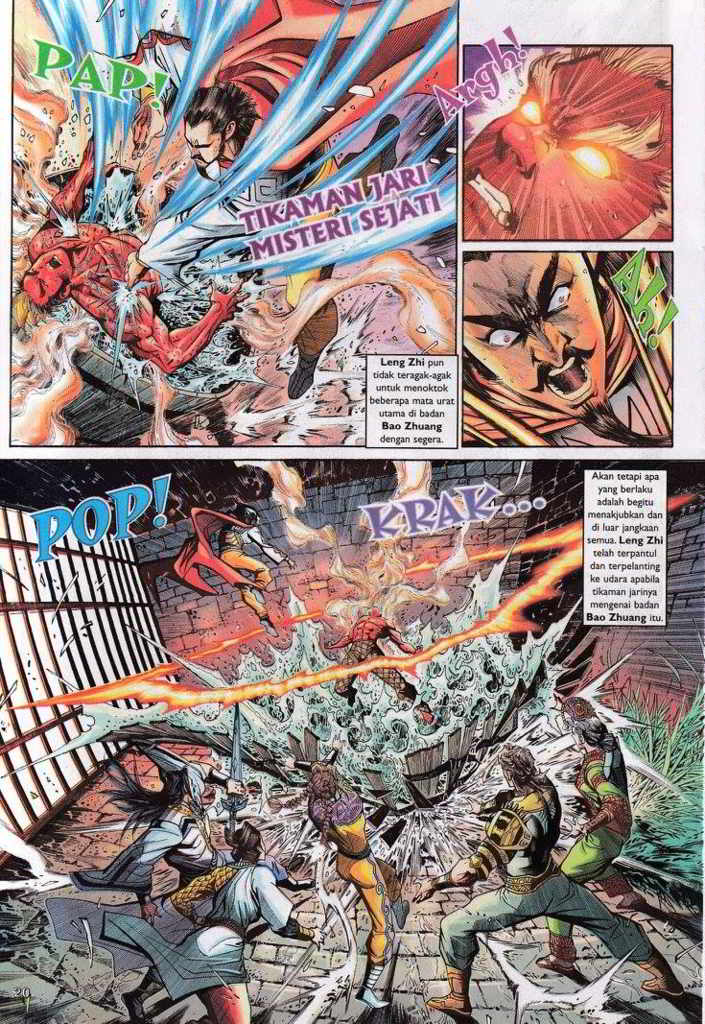 PAP!
TIKAMAN JARI
MISTERI SEJATI
Leng Zhi pun
tidak teragak-agak
untuk menoktok
beberapa mata urat
utama di badan
Bao Zhuang
dengan segera.
Argh!
Ah!
POP!
KRAK...
Akan tetapi apa
yang berlaku
adalah begitu
menakjubkan dan
di luar jangkaan
semua. Leng Zhi
telah terpantul
dan terpelanting
ke udara apabila
tikaman jarinya
mengenai badan
Bao Zhuang itu.
20